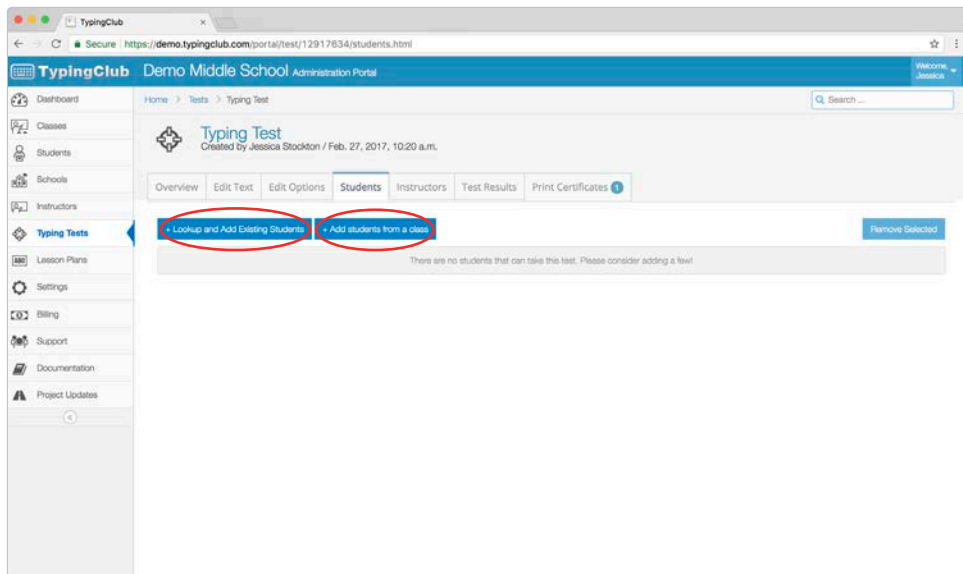 TypingClub
Secure https://demo.typingclub.com/portal/test/12917634/students.html
TypingClub Demo Middle School Administration Portal
Welcome, Jessica
Dashboard
Classes
Students
Schools
Instructors
Typing Tests
Lesson Plans
Settings
Billing
Support
Documentation
Project Updates
Home > Tests > Typing Test
Search ...
Typing Test
Created by Jessica Stockton / Feb. 27, 2017, 10:20 a.m.
Overview Edit Text Edit Options Students Instructors Test Results Print Certificates 1
+ Lookup and Add Existing Students + Add students from a class Remove Selected
There are no students that can take this test. Please consider adding a few!